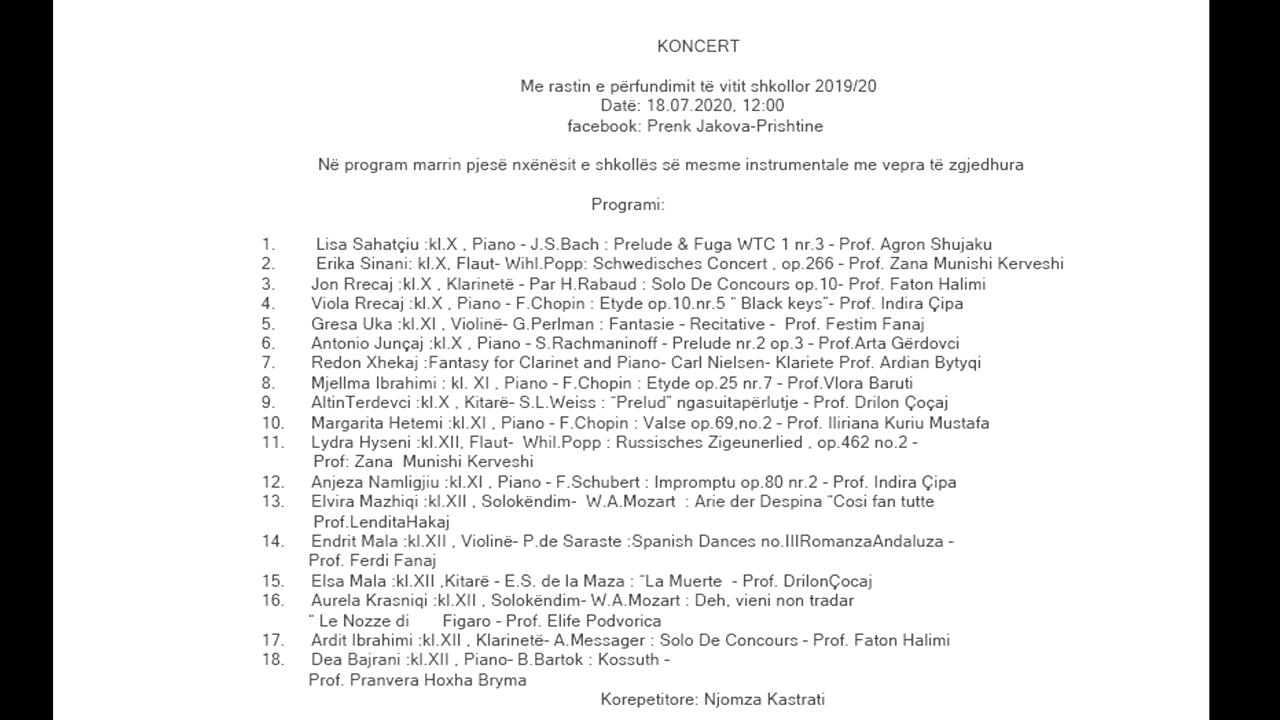 KONCERT
Me rastin e përfundimit të vitit shkollor 2019/20
Datë: 18.07.2020, 12:00
facebook: Prenk Jakova-Prishtine
Në program marrin pjesë nxënësit e shkollës së mesme instrumentale me vepra të zgjedhura
Programi:
1. Lisa Sahatçiu :kl.X , Piano - J.S.Bach : Prelude & Fuga WTC 1 nr.3 - Prof. Agron Shujaku
2. Erika Sinani: kl.X, Flaut- Wihl.Popp: Schwedisches Concert , op.266 - Prof. Zana Munishi Kerveshi
3. Jon Rrecaj :kl.X , Klarinetë - Par H.Rabaud : Solo De Concours op.10- Prof. Faton Halimi
4. Viola Rrecaj :kl.X , Piano - F.Chopin : Etyde op.10.nr.5 “ Black keys”- Prof. Indira Çipa
5. Gresa Uka :kl.XI , Violinë- G.Perlman : Fantasie - Recitative - Prof. Festim Fanaj
6. Antonio Junçaj :kl.X , Piano - S.Rachmaninoff - Prelude nr.2 op.3 - Prof.Arta Gërdovci
7. Redon Xhekaj :Fantasy for Clarinet and Piano- Carl Nielsen- Klariete Prof. Ardian Bytyqi
8. Mjellma Ibrahimi : kl. XI , Piano - F.Chopin : Etyde op.25 nr.7 - Prof.Vlora Baruti
9. AltinTerdevci :kl.X , Kitarë- S.L.Weiss : “Prelud” ngasuitapërlutje - Prof. Drilon Çoçaj
10. Margarita Hetemi :kl.XI , Piano - F.Chopin : Valse op.69,no.2 - Prof. Iliriana Kuriu Mustafa
11. Lydra Hyseni :kl.XII, Flaut- Whil.Popp : Russisches Zigeunerlied , op.462 no.2 -
Prof: Zana Munishi Kerveshi
12. Anjeza Namligjiu :kl.XI , Piano - F.Schubert : Impromptu op.80 nr.2 - Prof. Indira Çipa
13. Elvira Mazhiqi :kl.XII , Solokëndim- W.A.Mozart : Arie der Despina “Cosi fan tutte
Prof.LenditaHakaj
14. Endrit Mala :kl.XII , Violinë- P.de Saraste :Spanish Dances no.IIIRomanzaAndaluza -
Prof. Ferdi Fanaj
15. Elsa Mala :kl.XII ,Kitarë - E.S. de la Maza : “La Muerte - Prof. DrilonÇocaj
16. Aurela Krasniqi :kl.XII , Solokëndim- W.A.Mozart : Deh, vieni non tradar
“ Le Nozze di Figaro - Prof. Elife Podvorica
17. Ardit Ibrahimi :kl.XII , Klarinetë- A.Messager : Solo De Concours - Prof. Faton Halimi
18. Dea Bajrani :kl.XII , Piano- B.Bartok : Kossuth -
Prof. Pranvera Hoxha Bryma
Korepetitore: Njomza Kastrati